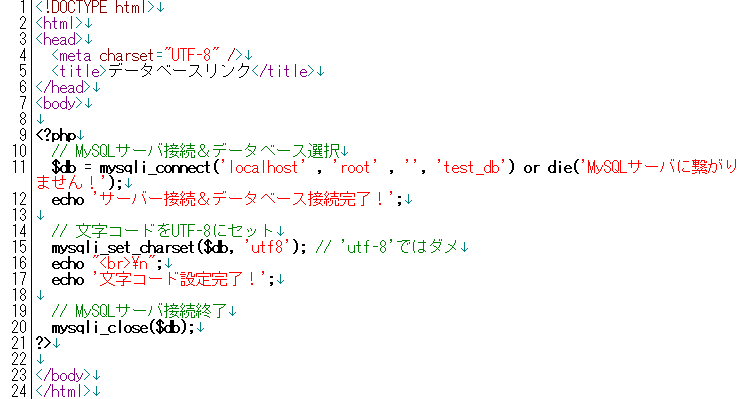 1 <!DOCTYPE html>↓
2 <html>↓
3 <head>↓
4   <meta charset="UTF-8" />↓
5   <title>データベースリンク</title>↓
6 </head>↓
7 <body>↓
8 ↓
9 <?php↓
10   // MySQLサーバ接続＆データベース選択↓
11   $db = mysqli_connect('localhost' , 'root' , '', 'test_db') or die('MySQLサーバに繋がり
ません！');↓
12   echo 'サーバー接続＆データベース接続完了！';↓
13 ↓
14   // 文字コードをUTF-8にセット↓
15   mysqli_set_charset($db, 'utf8'); // 'utf-8'ではダメ↓
16   echo "<br>¥n";↓
17   echo '文字コード設定完了！';↓
18 ↓
19   // MySQLサーバ接続終了↓
20   mysqli_close($db);↓
21 ?>↓
22 ↓
23 </body>↓
24 </html>↓